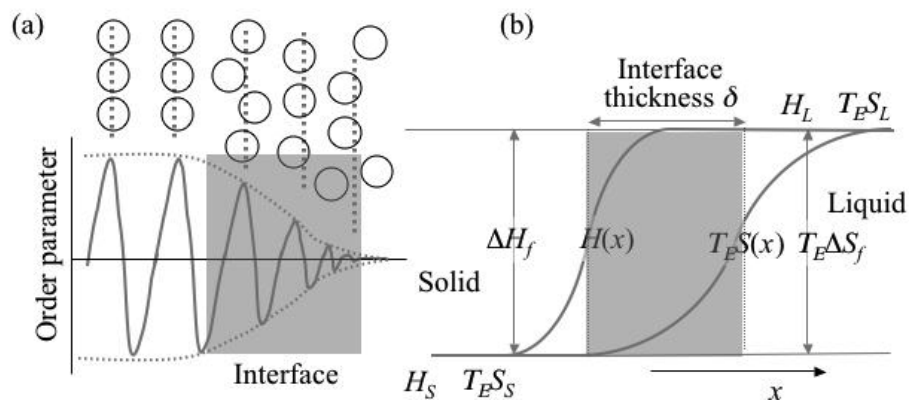 (a)
Order parameter
Interface
(b)
Interface
thickness δ
H_L T_E S_L
ΔH_f H(x) T_E S(x) T_E ΔS_f
Liquid
Solid
H_S T_E S_S
x